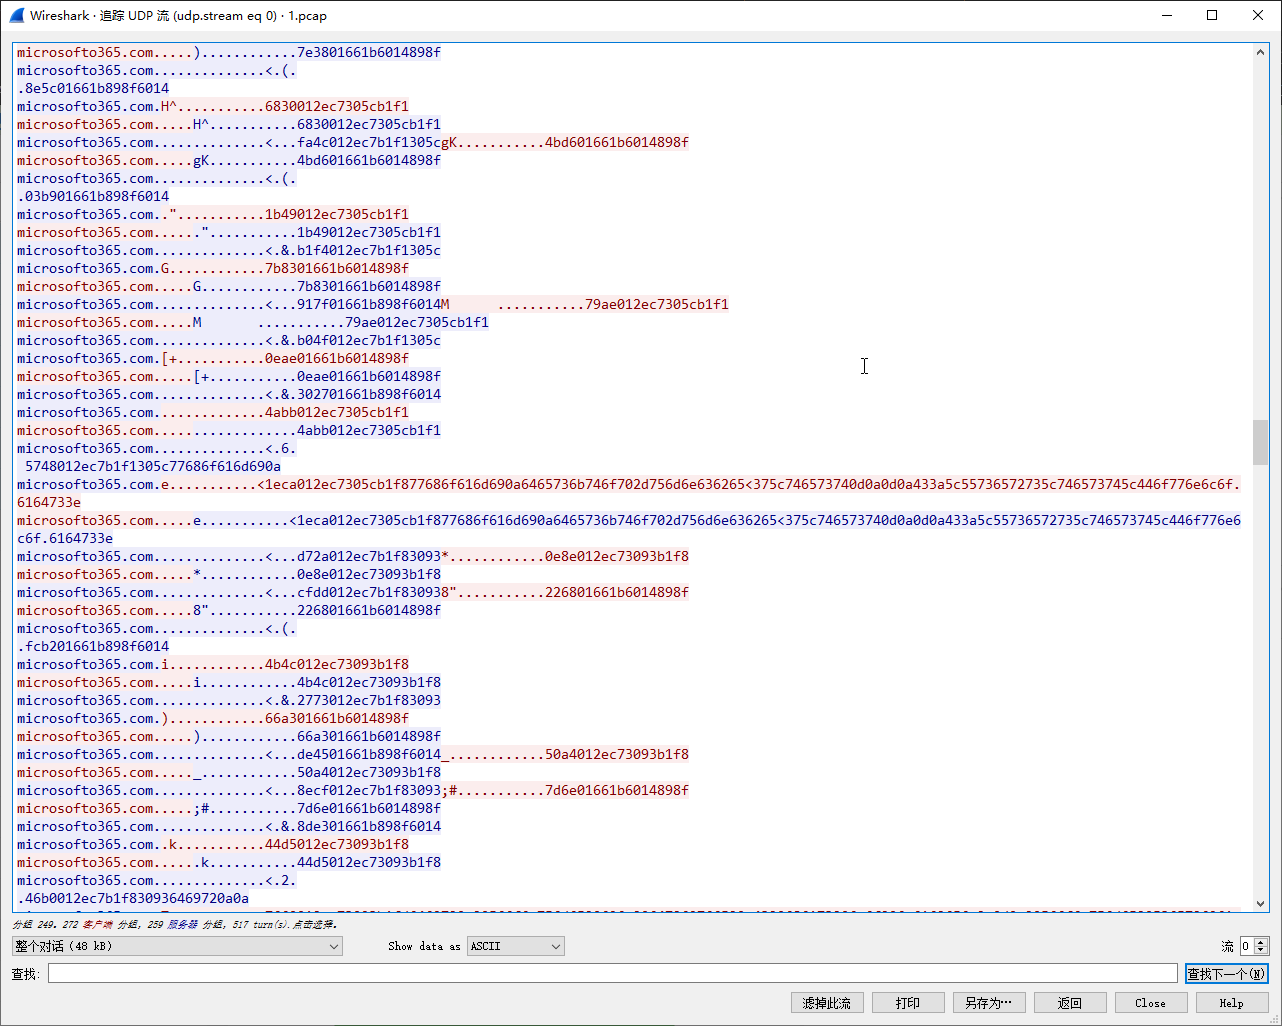 Wireshark · 追踪 UDP 流 (udp.stream eq 0) · 1.pcap
microsofto365.com.....)............7e3801661b6014898f
microsofto365.com..............<.(.
.8e5c01661b898f6014
microsofto365.com.H^...........6830012ec7305cb1f1
microsofto365.com.....H^...........6830012ec7305cb1f1
microsofto365.com..............<...fa4c012ec7b1f1305cgK...........4bd601661b6014898f
microsofto365.com.....gK...........4bd601661b6014898f
microsofto365.com..............<.(.
.03b901661b898f6014
microsofto365.com.."...........1b49012ec7305cb1f1
microsofto365.com......"...........1b49012ec7305cb1f1
microsofto365.com..............<.&.b1f4012ec7b1f1305c
microsofto365.com.G............7b8301661b6014898f
microsofto365.com.....G............7b8301661b6014898f
microsofto365.com..............<...917f01661b898f6014M      ...........79ae012ec7305cb1f1
microsofto365.com.....M       ...........79ae012ec7305cb1f1
microsofto365.com..............<.&.b04f012ec7b1f1305c
microsofto365.com.[+...........0eae01661b6014898f
microsofto365.com.....[+...........0eae01661b6014898f
microsofto365.com..............<.&.302701661b898f6014
microsofto365.com..............4abb012ec7305cb1f1
microsofto365.com..................4abb012ec7305cb1f1
microsofto365.com..............<.6.
 5748012ec7b1f1305c77686f616d690a
microsofto365.com.e...........<1eca012ec7305cb1f877686f616d690a6465736b746f702d756d6e636265<375c746573740d0a0d0a433a5c55736572735c746573745c446f776e6c6f.
6164733e
microsofto365.com.....e...........<1eca012ec7305cb1f877686f616d690a6465736b746f702d756d6e636265<375c746573740d0a0d0a433a5c55736572735c746573745c446f776e6
c6f.6164733e
microsofto365.com..............<...d72a012ec7b1f83093*............0e8e012ec73093b1f8
microsofto365.com.....*............0e8e012ec73093b1f8
microsofto365.com..............<...cfdd012ec7b1f830938"...........226801661b6014898f
microsofto365.com.....8"...........226801661b6014898f
microsofto365.com..............<.(.
.fcb201661b898f6014
microsofto365.com.i............4b4c012ec73093b1f8
microsofto365.com.....i............4b4c012ec73093b1f8
microsofto365.com..............<.&.2773012ec7b1f83093
microsofto365.com.)............66a301661b6014898f
microsofto365.com.....)............66a301661b6014898f
microsofto365.com..............<...de4501661b898f6014_............50a4012ec73093b1f8
microsofto365.com....._............50a4012ec73093b1f8
microsofto365.com..............<...8ecf012ec7b1f83093;#...........7d6e01661b6014898f
microsofto365.com.....;#...........7d6e01661b6014898f
microsofto365.com..............<.&.8de301661b898f6014
microsofto365.com..k...........44d5012ec73093b1f8
microsofto365.com......k...........44d5012ec73093b1f8
microsofto365.com..............<.2.
.46b0012ec7b1f830936469720a0a
分组 249。272 客户端 分组, 259 服务器 分组, 517 turn(s).点击选择。
整个对话 (48 kB) Show data as ASCII 流 0
查找: 查找下一个(N)
滤掉此流 打印 另存为… 返回 Close Help